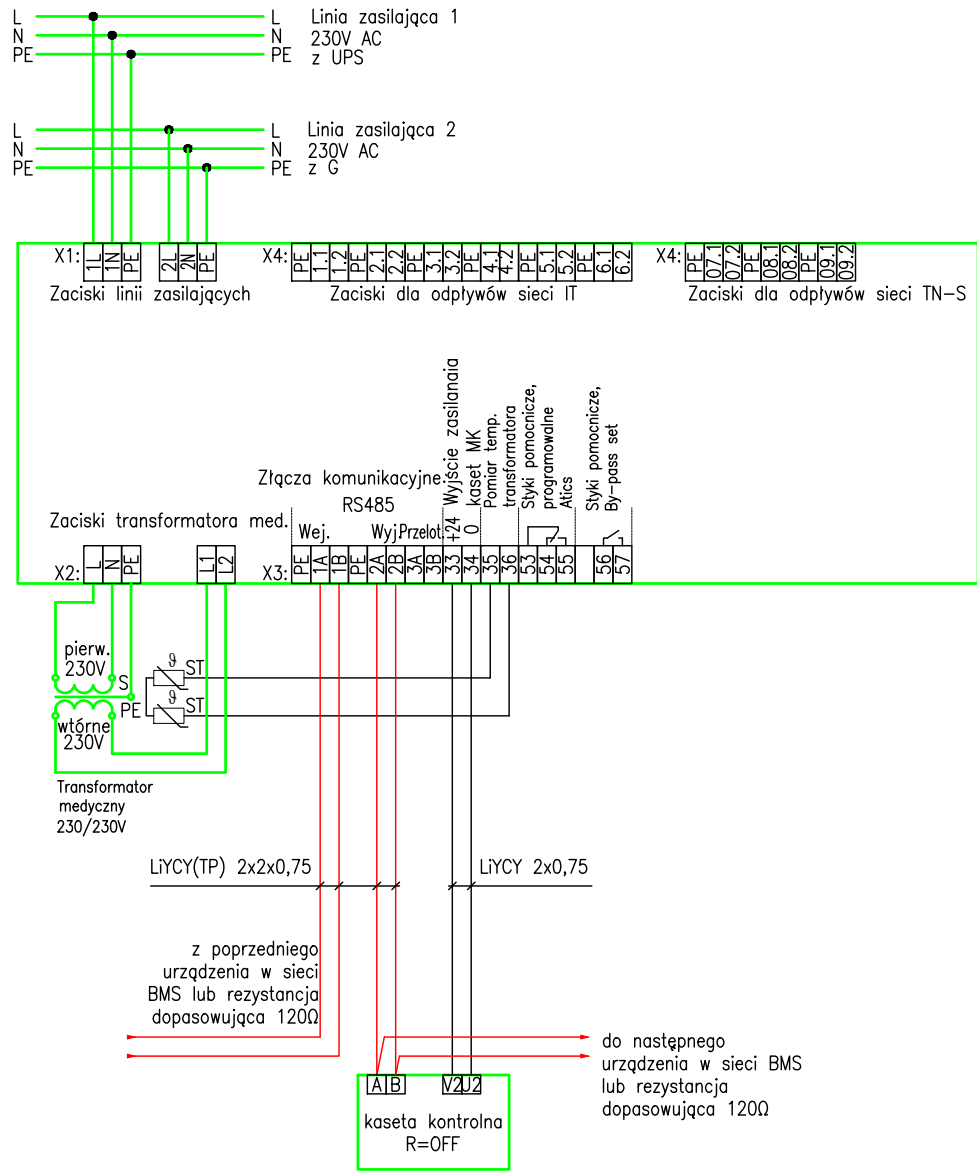 L L Linia zasilająca 1
N 230V AC
PE PE z UPS
L L Linia zasilająca 2
N 230V AC
PE PE z G
X1: 1L 1N PE 2L 2N PE
Zaciski linii zasilających
X4: PE 1.1 1.2 PE 2.1 2.2 PE 3.1 3.2 PE 4.1 4.2 PE 5.1 5.2 PE 6.1 6.2
Zaciski dla odpływów sieci IT
X4: PE 07.1 07.2 PE 08.1 08.2 PE 09.1 09.2
Zaciski dla odpływów sieci TN-S
Złącza komunikacyjne
RS485
Wej. Wyj. Przelot.
+24 Wyjście zasilanaia
0 kaset MK
Pomiar temp.
transformatora
Styki pomocnicze,
programowalne
Atics
Styki pomocnicze,
By-pass set
Zaciski transformatora med.
X2: L N PE L1 L2
X3: PE 1A 1B PE 2A 2B 3A 3B 33 34 35 36 53 54 55 56 57
pierw.
230V
S
PE
wtórne
230V
ϑ ST
ϑ ST
Transformator
medyczny
230/230V
LiYCY(TP) 2x2x0,75
LiYCY 2x0,75
z poprzedniego
urządzenia w sieci
BMS lub rezystancja
dopasowująca 120Ω
do następnego
urządzenia w sieci BMS
lub rezystancja
dopasowująca 120Ω
A B V2 U2
kaseta kontrolna
R=OFF